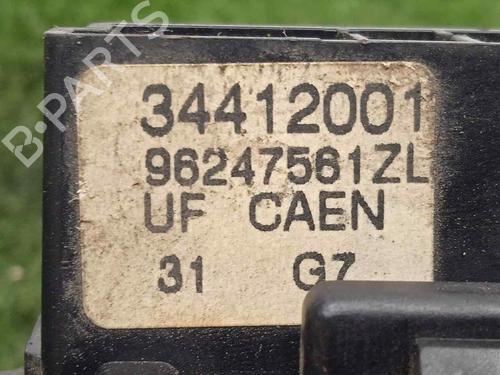 B-PARTS
34412001
96247561ZL
UF CAEN
31 G7